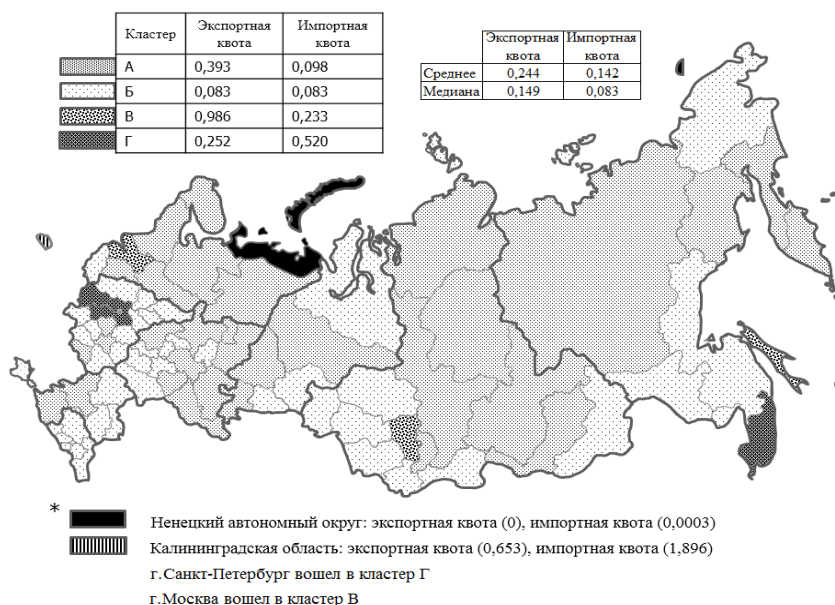 Кластер Экспортная квота Импортная квота
А 0,393 0,098
Б 0,083 0,083
В 0,986 0,233
Г 0,252 0,520
Экспортная квота Импортная квота
Среднее 0,244 0,142
Медиана 0,149 0,083
* Ненецкий автономный округ: экспортная квота (0), импортная квота (0,0003)
Калининградская область: экспортная квота (0,653), импортная квота (1,896)
г.Санкт-Петербург вошел в кластер Г
г.Москва вошел в кластер В